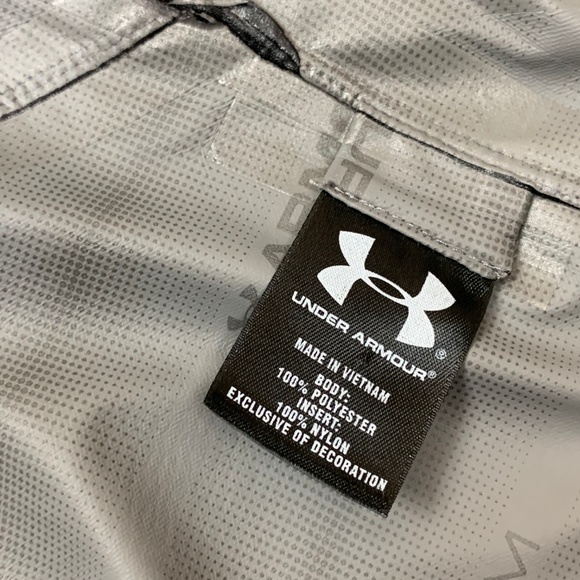 UNDER ARMOUR®
MADE IN VIETNAM
BODY:
100% POLYESTER
INSERT:
100% NYLON
EXCLUSIVE OF DECORATION